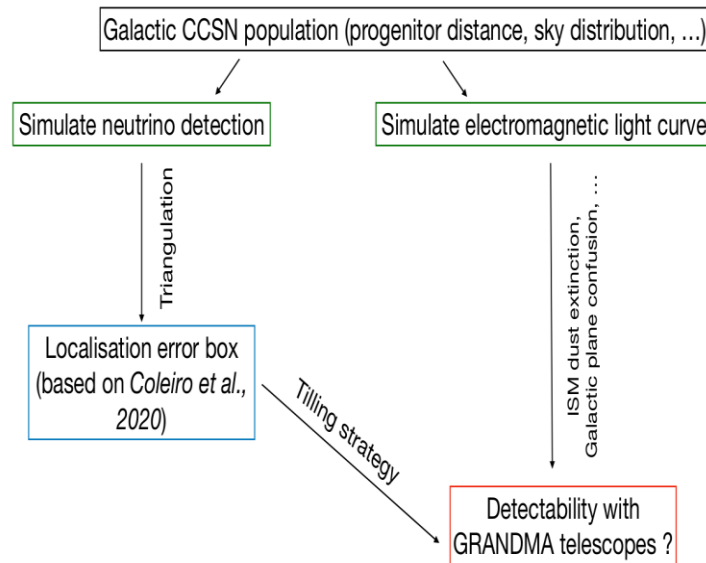 Galactic CCSN population (progenitor distance, sky distribution, …)
Simulate neutrino detection
Simulate electromagnetic light curve
Triangulation
ISM dust extinction,
Galactic plane confusion, …
Localisation error box
(based on Coleiro et al.,
2020)
Tilling strategy
Detectability with
GRANDMA telescopes ?